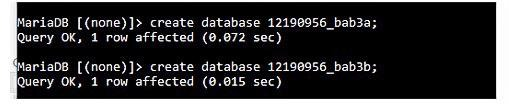 MariaDB [(none)]> create database 12190956_bab3a;
Query OK, 1 row affected (0.072 sec)
MariaDB [(none)]> create database 12190956_bab3b;
Query OK, 1 row affected (0.015 sec)